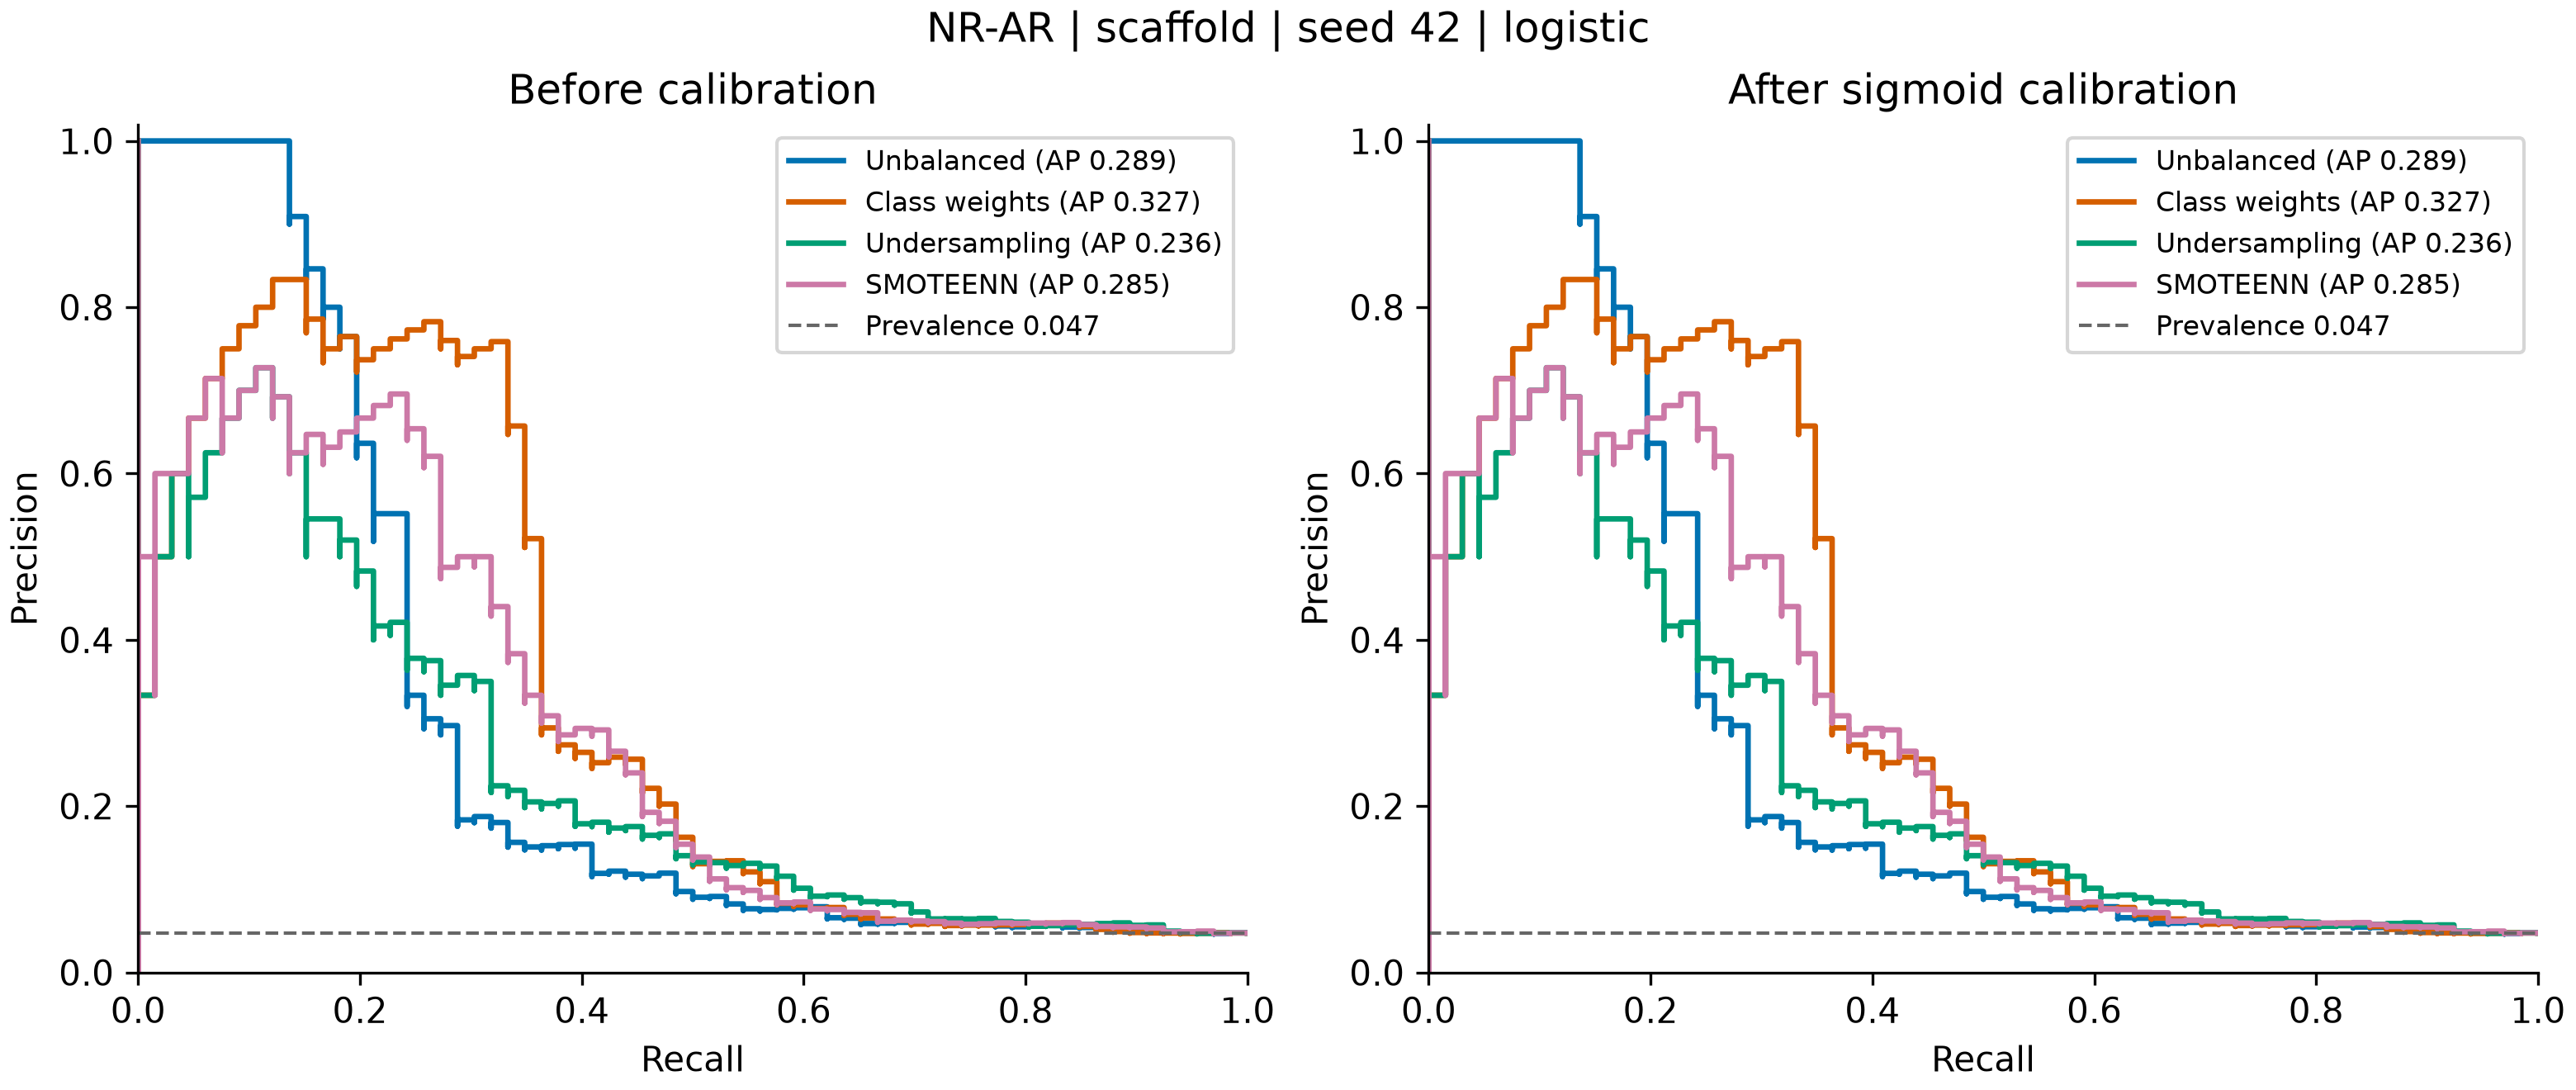 NR-AR | scaffold | seed 42 | logistic
Before calibration
1.0
0.8
0.6
0.4
0.2
0.0
Precision
Unbalanced (AP 0.289)
Class weights (AP 0.327)
Undersampling (AP 0.236)
SMOTEENN (AP 0.285)
Prevalence 0.047
0.0 0.2 0.4 0.6 0.8 1.0
Recall
After sigmoid calibration
1.0
0.8
0.6
0.4
0.2
0.0
Precision
Unbalanced (AP 0.289)
Class weights (AP 0.327)
Undersampling (AP 0.236)
SMOTEENN (AP 0.285)
Prevalence 0.047
0.0 0.2 0.4 0.6 0.8 1.0
Recall